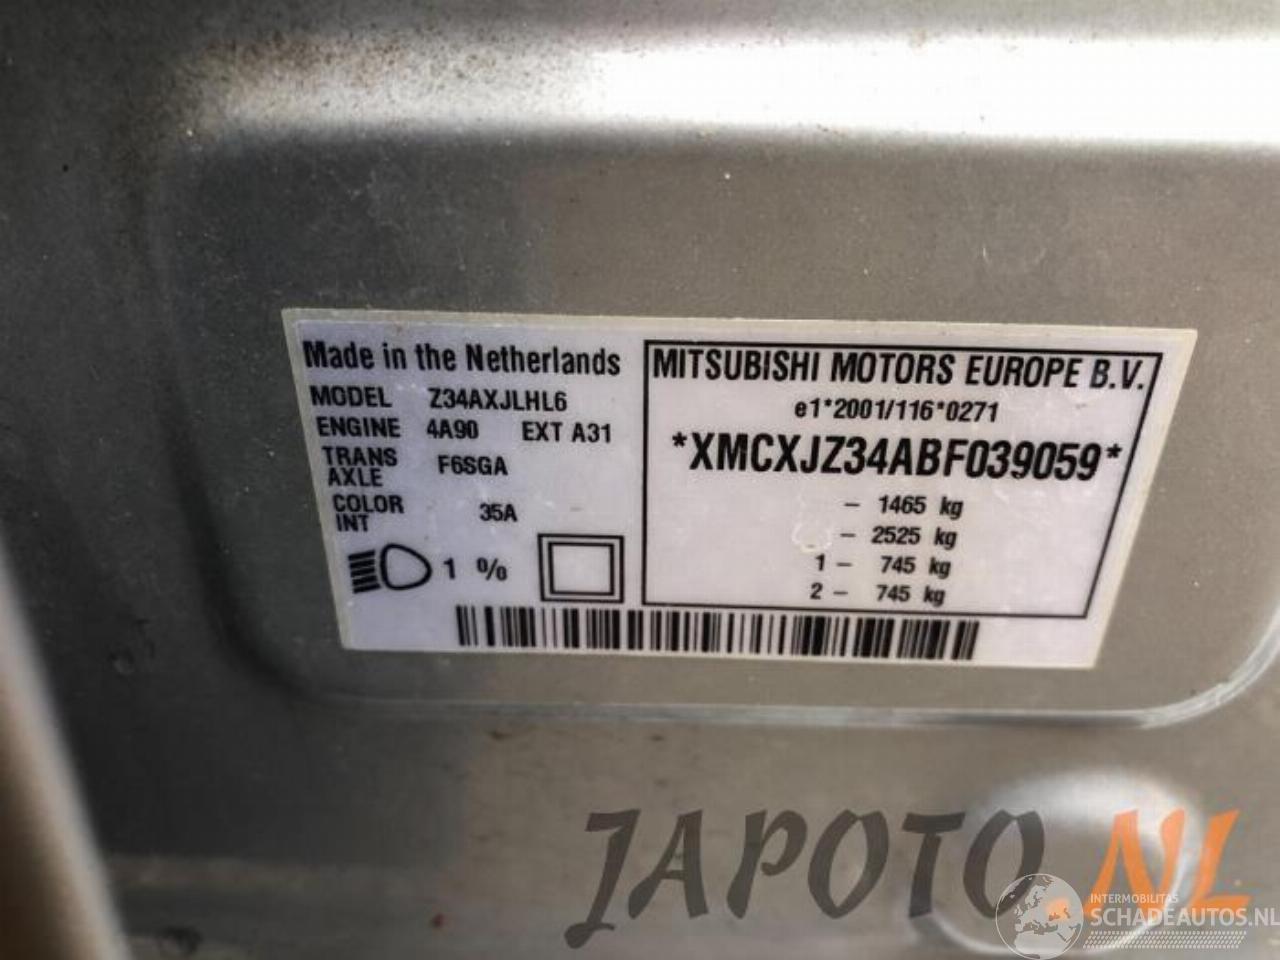 Made in the Netherlands
MODEL Z34AXJLHL6
ENGINE 4A90 EXT A31
TRANS AXLE F6SGA
COLOR INT 35A
1 %
MITSUBISHI MOTORS EUROPE B.V.
e1*2001/116*0271
*XMCXJZ34ABF039059*
- 1465 kg
- 2525 kg
1 - 745 kg
2 - 745 kg
JAPOTO.NL
INTERMOBILITAS
SCHADEAUTOS.NL